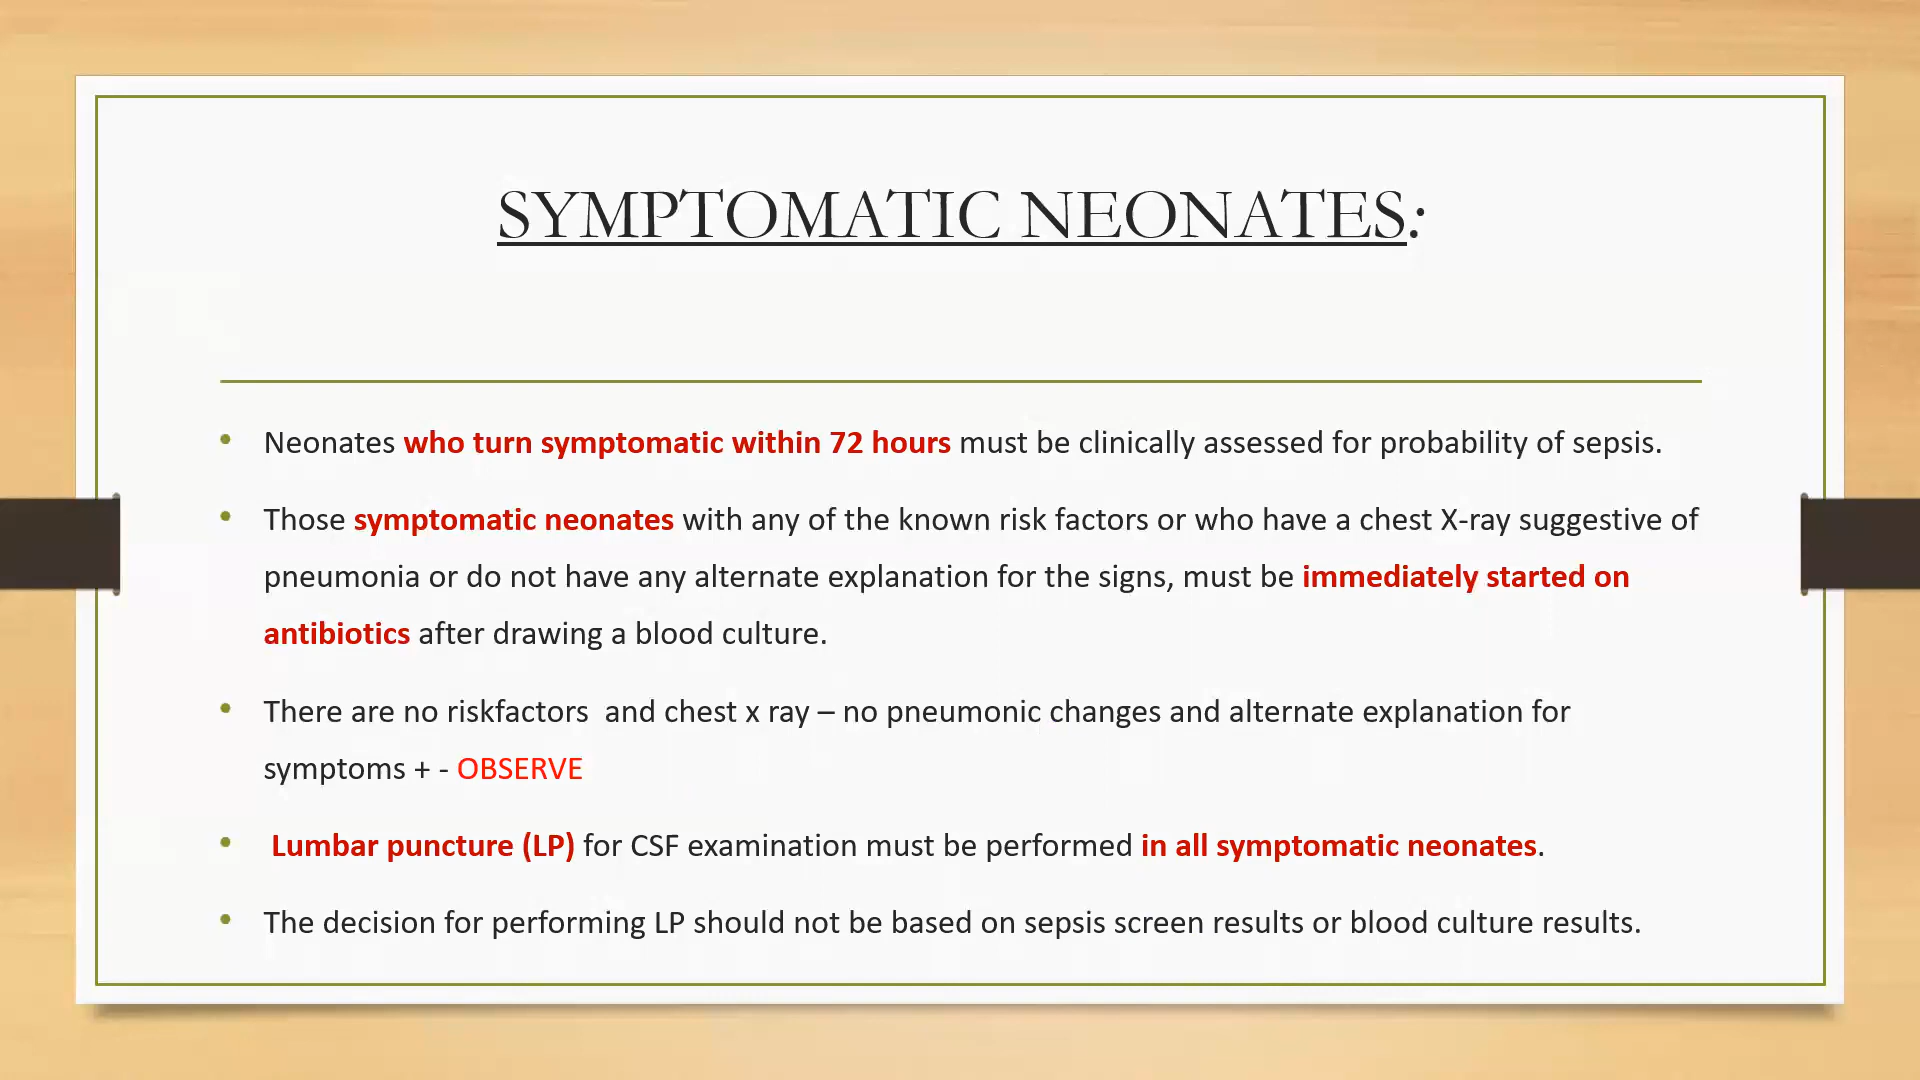 SYMPTOMATIC NEONATES:
• Neonates who turn symptomatic within 72 hours must be clinically assessed for probability of sepsis.
• Those symptomatic neonates with any of the known risk factors or who have a chest X-ray suggestive of
pneumonia or do not have any alternate explanation for the signs, must be immediately started on
antibiotics after drawing a blood culture.
• There are no riskfactors  and chest x ray – no pneumonic changes and alternate explanation for
symptoms + - OBSERVE
• Lumbar puncture (LP) for CSF examination must be performed in all symptomatic neonates.
• The decision for performing LP should not be based on sepsis screen results or blood culture results.